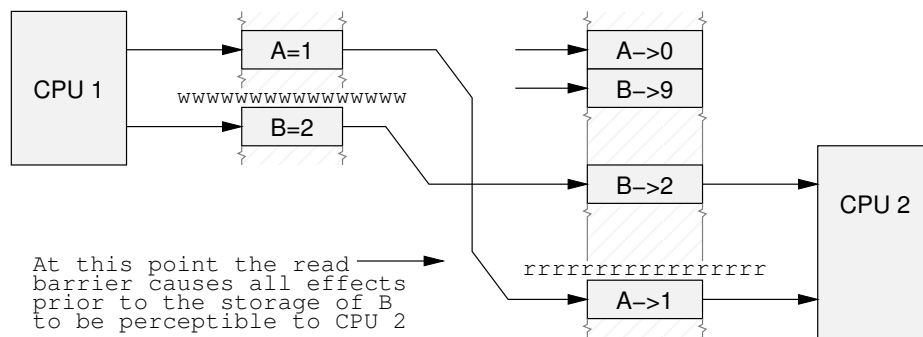 A=1
A->0
CPU 1
B->9
wwwwwwwwwwwwwwww
B=2
B->2
CPU 2
At this point the read
barrier causes all effects
prior to the storage of B
to be perceptible to CPU 2
rrrrrrrrrrrrrrrrr
A->1